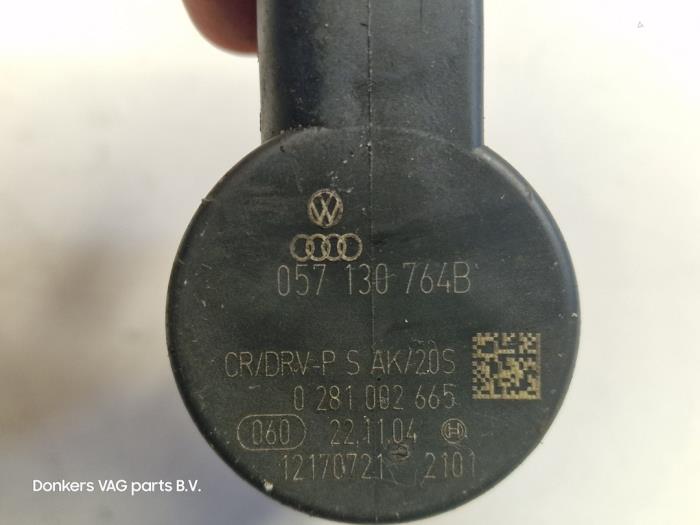 057 130 764B
CR/DRV-P S AK/20S
0 281 002 665
060 22.11.04
12170721 2101
Donkers VAG parts B.V.